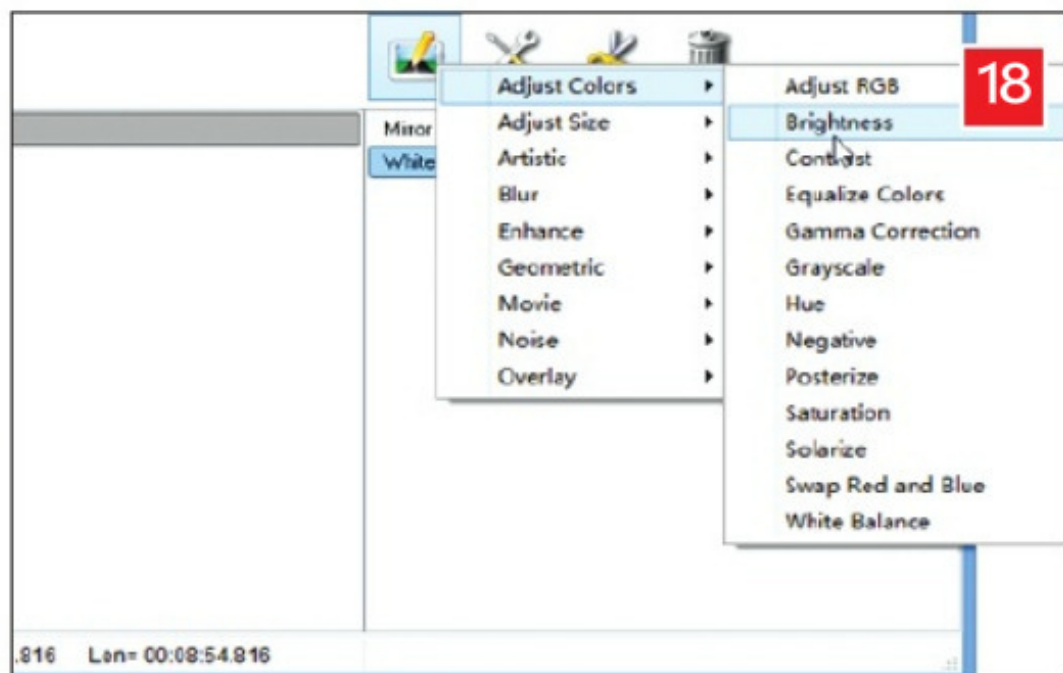 18
Mirror
White
Adjust Colors
Adjust Size
Artistic
Blur
Enhance
Geometric
Movie
Noise
Overlay
Adjust RGB
Brightness
Contrast
Equalize Colors
Gamma Correction
Grayscale
Hue
Negative
Posterize
Saturation
Solarize
Swap Red and Blue
White Balance
.816 Len= 00:08:54.816